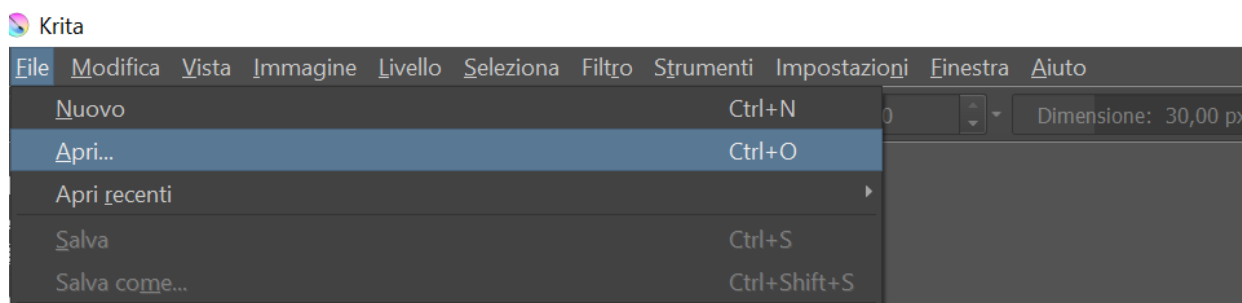 Krita
File Modifica Vista Immagine Livello Seleziona Filtro Strumenti Impostazioni Finestra Aiuto
Nuovo Ctrl+N
0 Dimensione: 30,00 px
Apri... Ctrl+O
Apri recenti
Salva Ctrl+S
Salva come... Ctrl+Shift+S